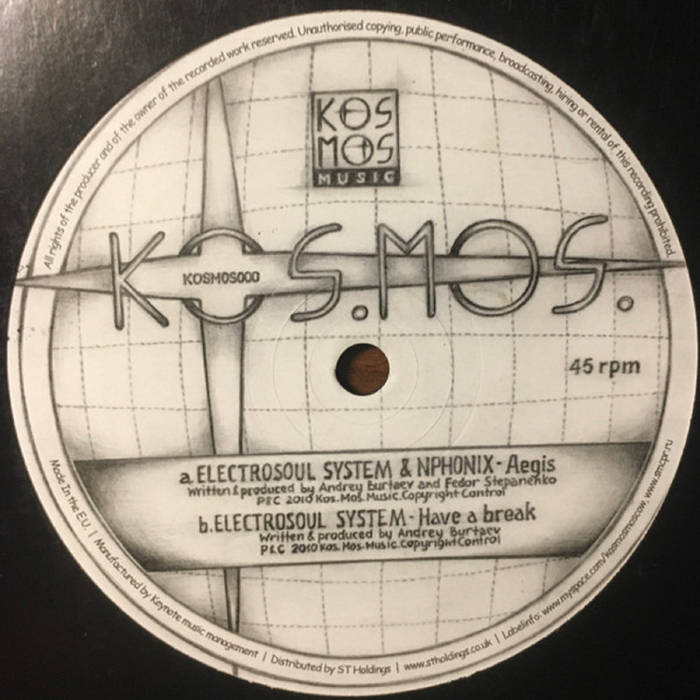 All rights of the producer and of the owner of the recorded work reserved. Unauthorised copying, public performance, broadcasting, hiring or rental of this recording prohibited.
KOS
MOS
MUSIC
KOS.MOS.
KOSMOS000
45 rpm
a.ELECTROSOUL SYSTEM & NPHONIX - Aegis
Written & produced by Andrey Burtaev and Fedor Stepanenko
P&C 2010 Kos.Mos.Music.Copyright Control
b.ELECTROSOUL SYSTEM - Have a break
Written & produced by Andrey Burtaev
P&C 2010 Kos.Mos.Music.Copyright Control
Made In the E.U. | Manufactured by Keynote music management | Distributed by ST Holdings | www.stholdings.co.uk | Labelinfo: www.myspace.com/kosmosmoscow, www.smcpr.ru